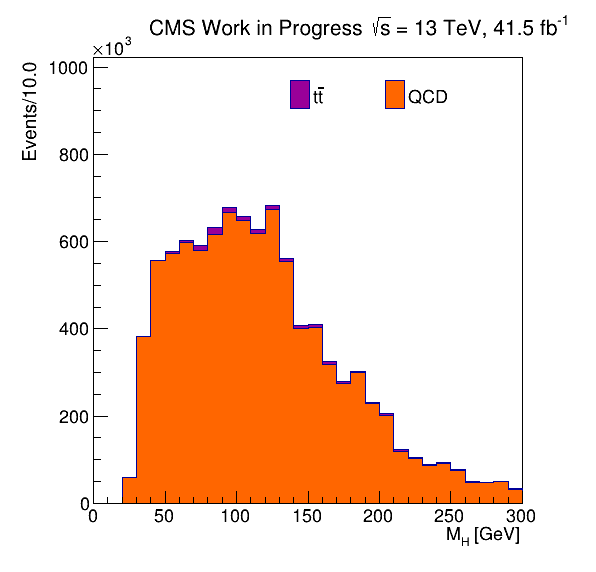 CMS Work in Progress √s = 13 TeV, 41.5 fb⁻¹
×10³
Events/10.0
1000
800
600
400
200
0
tt̄
QCD
0 50 100 150 200 250 300
M_H [GeV]